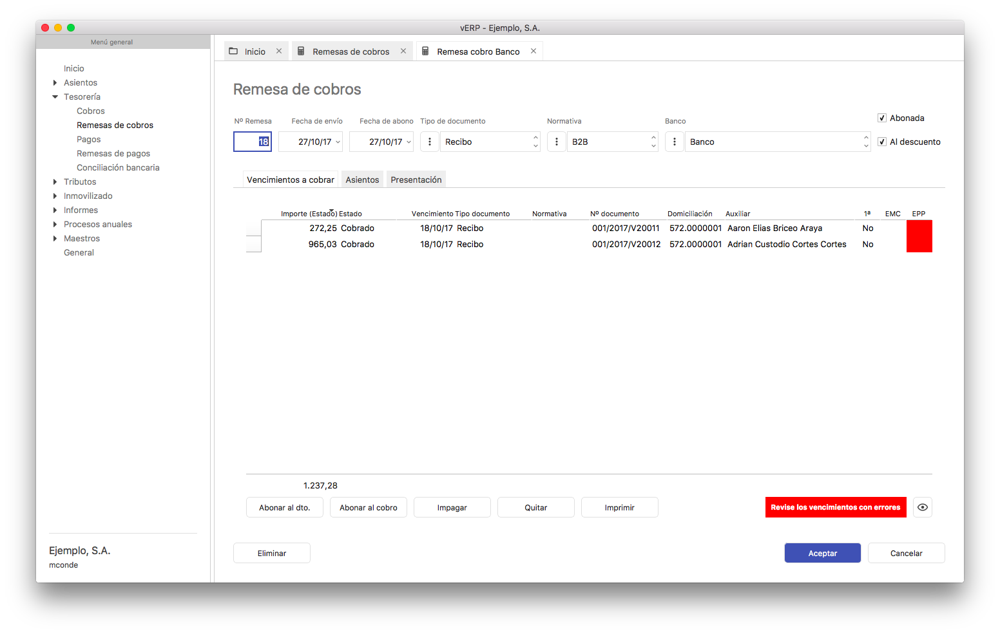 vERP - Ejemplo, S.A.
Menú general
Inicio
Asientos
Tesorería
Cobros
Remesas de cobros
Pagos
Remesas de pagos
Conciliación bancaria
Tributos
Inmovilizado
Informes
Procesos anuales
Maestros
General
Ejemplo, S.A.
mconde
Inicio Remesas de cobros Remesa cobro Banco
Remesa de cobros
Nº Remesa Fecha de envío Fecha de abono Tipo de documento Normativa Banco Abonada
18 27/10/17 27/10/17 Recibo B2B Banco Al descuento
Vencimientos a cobrar Asientos Presentación
Importe (Estado) Estado Vencimiento Tipo documento Normativa Nº documento Domiciliación Auxiliar 1ª EMC EPP
272,25 Cobrado 18/10/17 Recibo 001/2017/V20011 572.0000001 Aaron Elias Briceo Araya No
965,03 Cobrado 18/10/17 Recibo 001/2017/V20012 572.0000001 Adrian Custodio Cortes Cortes No
1.237,28
Abonar al dto. Abonar al cobro Impagar Quitar Imprimir Revise los vencimientos con errores
Eliminar Aceptar Cancelar